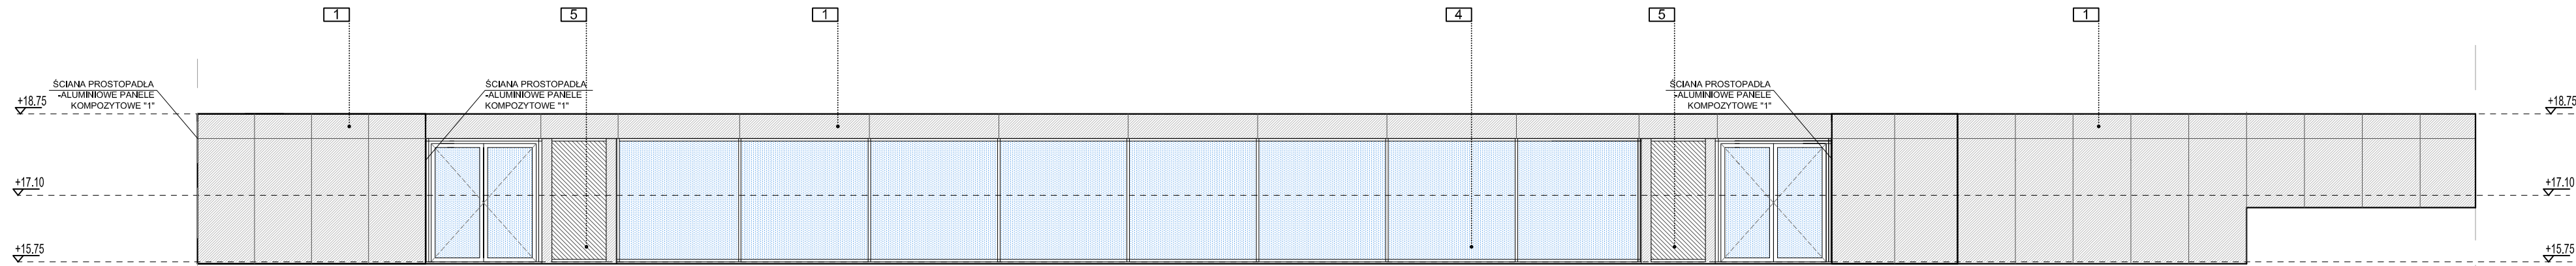 1
5
1
4
5
1
ŚCIANA PROSTOPADŁA
-ALUMINIOWE PANELE
KOMPOZYTOWE "1"
ŚCIANA PROSTOPADŁA
-ALUMINIOWE PANELE
KOMPOZYTOWE "1"
ŚCIANA PROSTOPADŁA
-ALUMINIOWE PANELE
KOMPOZYTOWE "1"
+18.75
+18.75
+17.10
+17.10
+15.75
+15.75